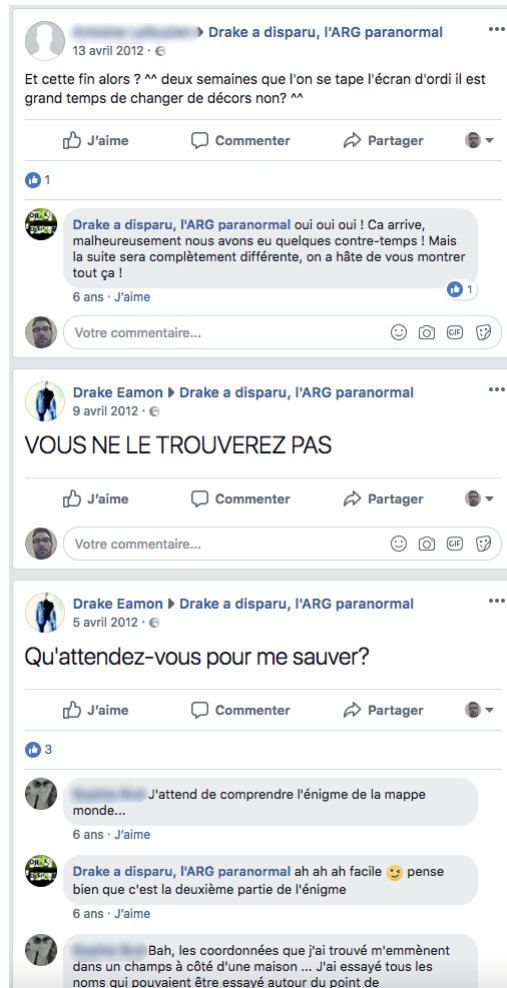 Drake a disparu, l'ARG paranormal
13 avril 2012 ·
Et cette fin alors ? ^^ deux semaines que l'on se tape l'écran d'ordi il est
grand temps de changer de décors non? ^^
J'aime Commenter Partager
1
Drake a disparu, l'ARG paranormal oui oui oui ! Ca arrive,
malheureusement nous avons eu quelques contre-temps ! Mais
la suite sera complètement différente, on a hâte de vous montrer
tout ça !
1
6 ans · J'aime
Votre commentaire... GIF
Drake Eamon Drake a disparu, l'ARG paranormal
9 avril 2012 ·
VOUS NE LE TROUVEREZ PAS
J'aime Commenter Partager
Votre commentaire... GIF
Drake Eamon Drake a disparu, l'ARG paranormal
5 avril 2012 ·
Qu'attendez-vous pour me sauver?
J'aime Commenter Partager
3
J'attend de comprendre l'énigme de la mappe
monde...
6 ans · J'aime
Drake a disparu, l'ARG paranormal ah ah ah facile 😉 pense
bien que c'est la deuxième partie de l'énigme
6 ans · J'aime
Bah, les coordonnées que j'ai trouvé m'emmènent
dans un champs à côté d'une maison ... J'ai essayé tous les
noms qui pouvaient être essayé autour du point de